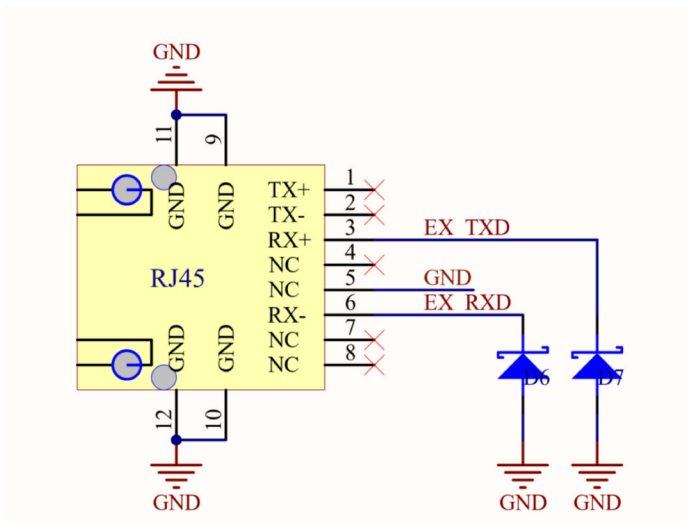 GND
11
9
GND
GND
TX+ 1
TX- 2
RX+ 3 EX_TXD
NC 4
RJ45
NC 5 GND
RX- 6 EX_RXD
NC 7
NC 8
GND
GND
D6
D7
12
10
GND
GND
GND